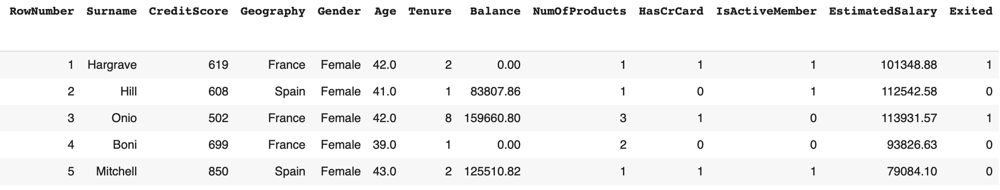 RowNumber Surname CreditScore Geography Gender Age Tenure Balance NumOfProducts HasCrCard IsActiveMember EstimatedSalary Exited
1 Hargrave 619 France Female 42.0 2 0.00 1 1 1 101348.88 1
2 Hill 608 Spain Female 41.0 1 83807.86 1 0 1 112542.58 0
3 Onio 502 France Female 42.0 8 159660.80 3 1 0 113931.57 1
4 Boni 699 France Female 39.0 1 0.00 2 0 0 93826.63 0
5 Mitchell 850 Spain Female 43.0 2 125510.82 1 1 1 79084.10 0